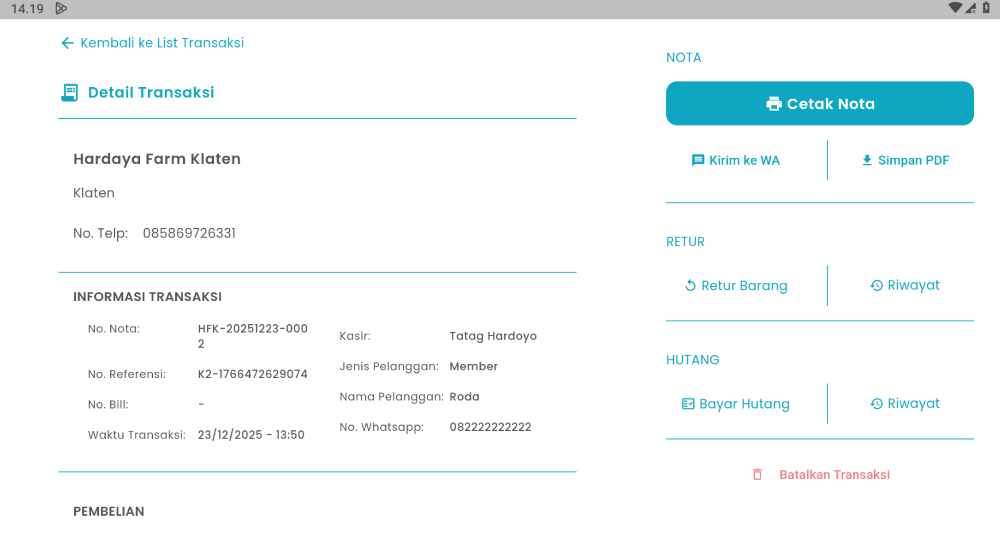 14.19
Kembali ke List Transaksi
Detail Transaksi
Hardaya Farm Klaten
Klaten
No. Telp: 085869726331
INFORMASI TRANSAKSI
No. Nota: HFK-20251223-000
2
No. Referensi: K2-1766472629074
No. Bill: -
Waktu Transaksi: 23/12/2025 - 13:50
Kasir: Tatag Hardoyo
Jenis Pelanggan: Member
Nama Pelanggan: Roda
No. Whatsapp: 082222222222
PEMBELIAN
NOTA
Cetak Nota
Kirim ke WA
Simpan PDF
RETUR
Retur Barang
Riwayat
HUTANG
Bayar Hutang
Riwayat
Batalkan Transaksi